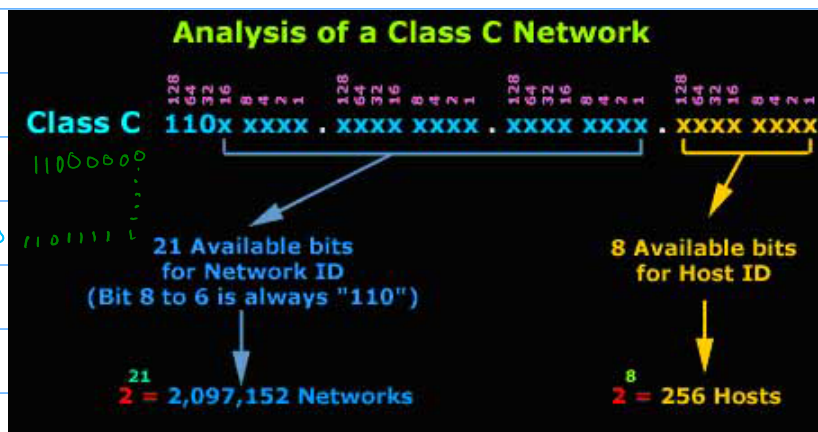 Analysis of a Class C Network
128 64 32 16 8 4 2 1 128 64 32 16 8 4 2 1 128 64 32 16 8 4 2 1 128 64 32 16 8 4 2 1
Class C 110x xxxx . xxxx xxxx . xxxx xxxx . xxxx xxxx
11000000
21 Available bits
for Network ID
(Bit 8 to 6 is always "110")
8 Available bits
for Host ID
2^21 = 2,097,152 Networks
2^8 = 256 Hosts